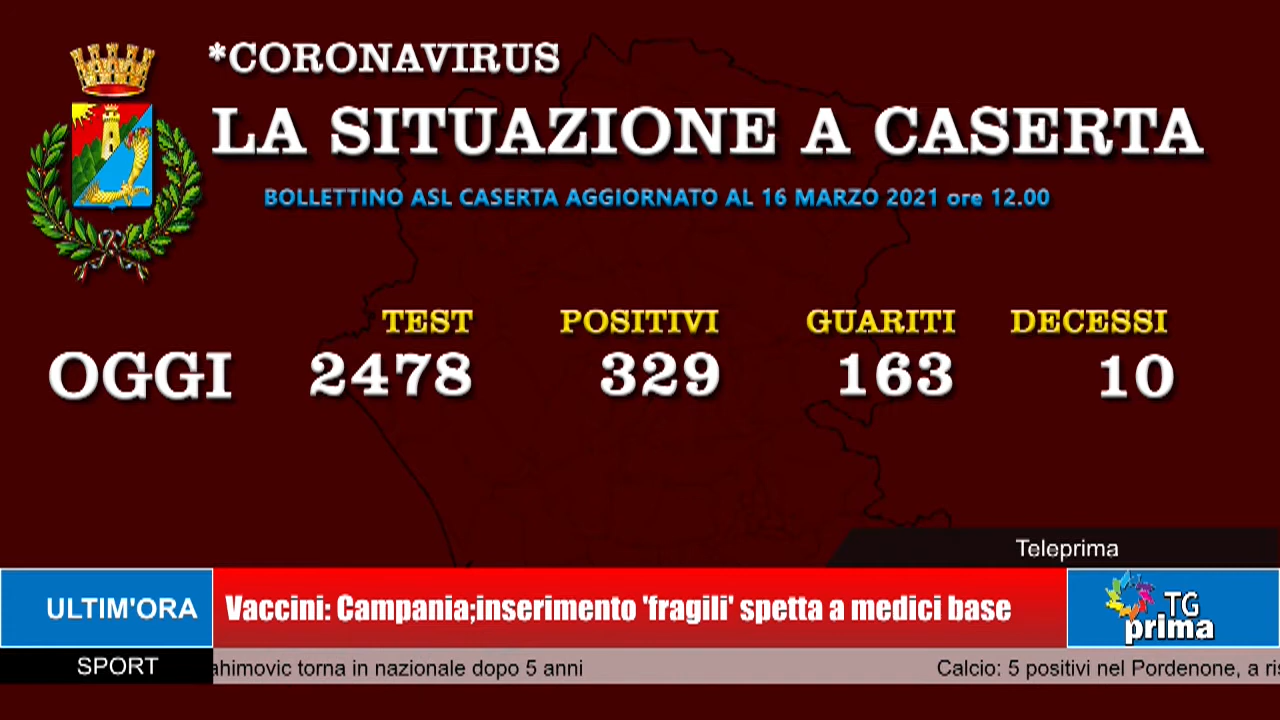 *CORONAVIRUS
LA SITUAZIONE A CASERTA
BOLLETTINO ASL CASERTA AGGIORNATO AL 16 MARZO 2021 ore 12.00
TEST POSITIVI GUARITI DECESSI
OGGI 2478 329 163 10
Teleprima
ULTIM'ORA Vaccini: Campania;inserimento 'fragili' spetta a medici base
TG
prima
SPORT ahimovic torna in nazionale dopo 5 anni Calcio: 5 positivi nel Pordenone, a ris